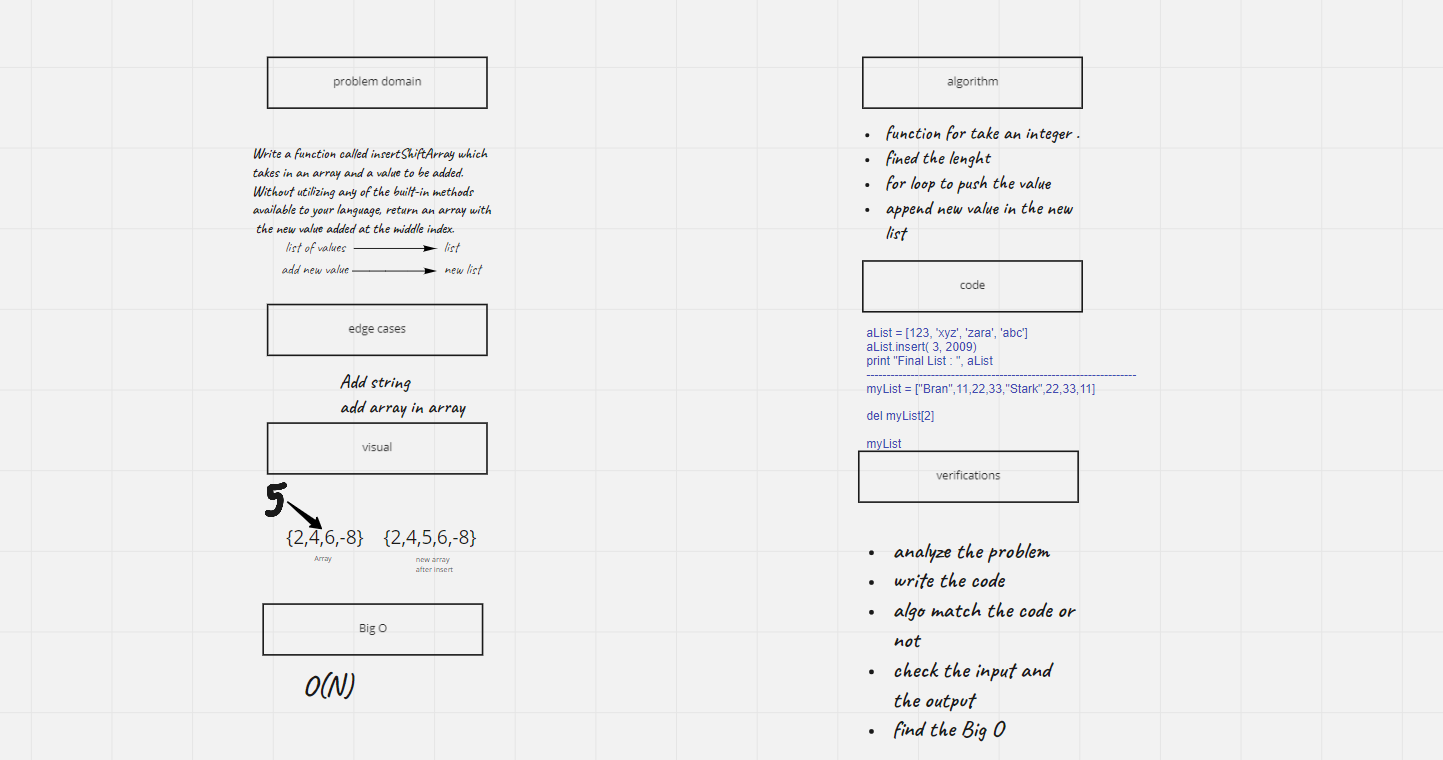 problem domain
Write a function called insertShiftArray which
takes in an array and a value to be added.
Without utilizing any of the built-in methods
available to your language, return an array with
the new value added at the middle index.
list of values list
add new value new list
edge cases
Add string
add array in array
visual
5
{2,4,6,-8} {2,4,5,6,-8}
Array new array
after insert
Big O
O(N)
algorithm
function for take an integer .
fined the lenght
for loop to push the value
append new value in the new
list
code
aList = [123, 'xyz', 'zara', 'abc']
aList.insert( 3, 2009)
print "Final List : ", aList
--------------------------------------------------------------------------------
myList = ["Bran",11,22,33,"Stark",22,33,11]
del myList[2]
myList
verifications
analyze the problem
write the code
algo match the code or
not
check the input and
the output
find the Big O